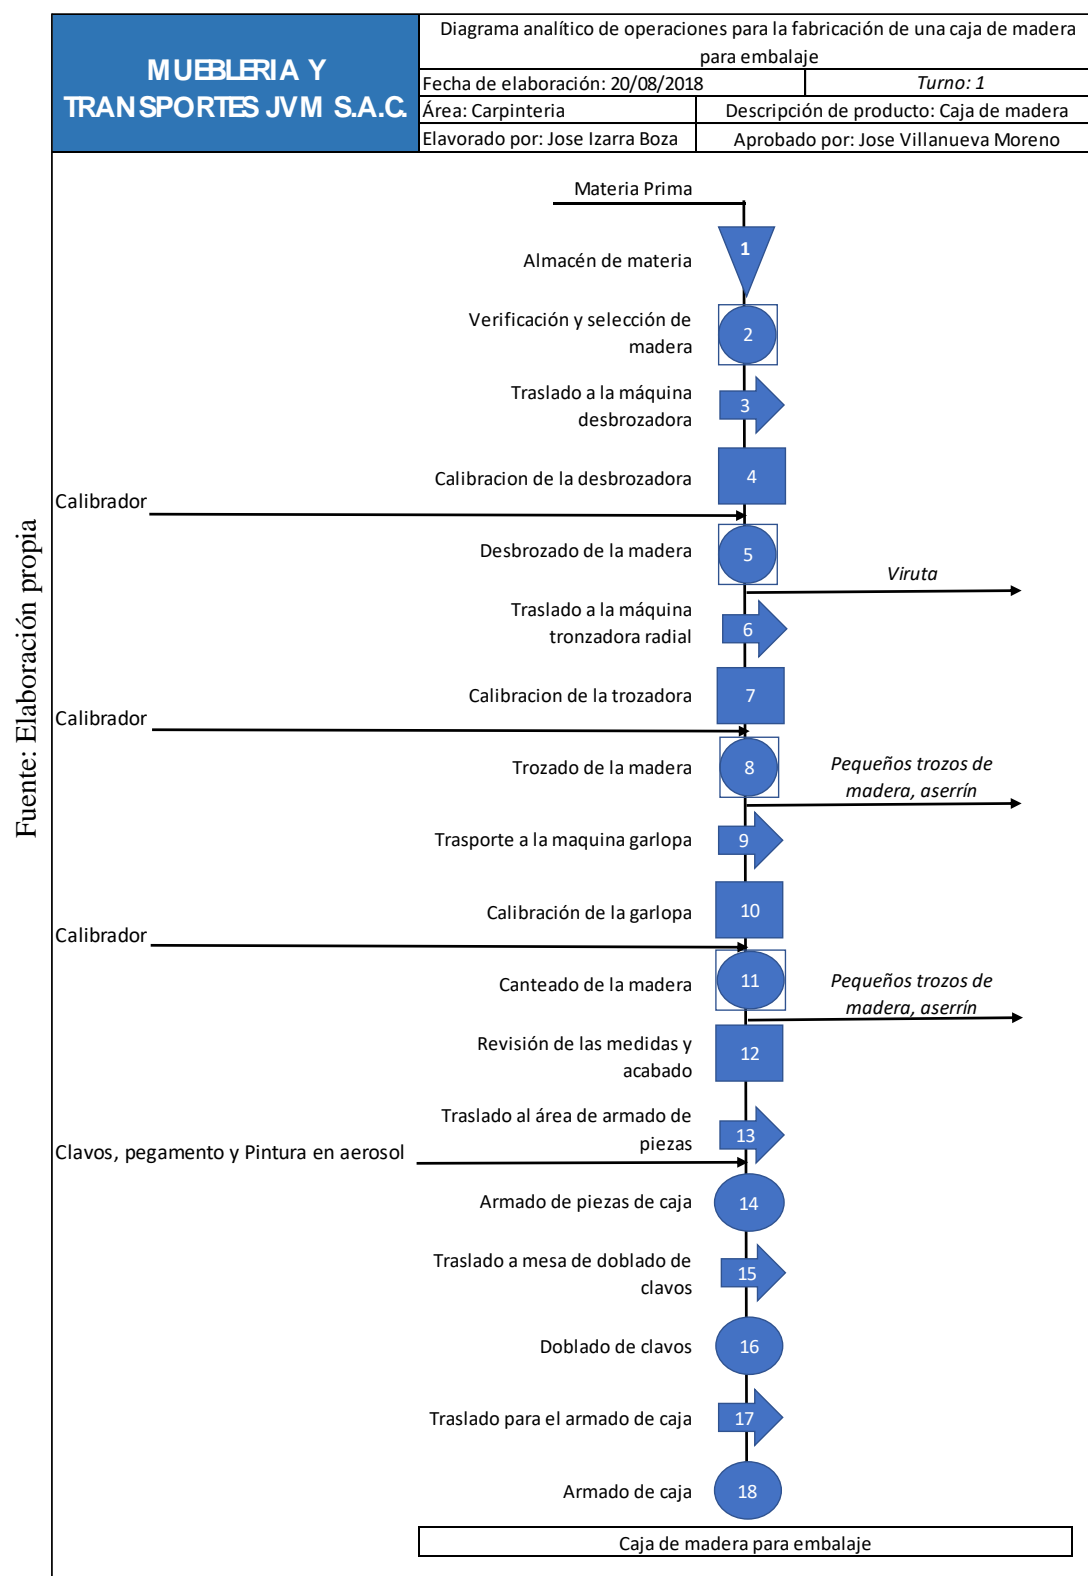 MUEBLERIA Y
TRANSPORTES JVM S.A.C.
Diagrama analítico de operaciones para la fabricación de una caja de madera
para embalaje
Fecha de elaboración: 20/08/2018
Turno: 1
Área: Carpinteria
Descripción de producto: Caja de madera
Elavorado por: Jose Izarra Boza
Aprobado por: Jose Villanueva Moreno
Fuente: Elaboración propia
Materia Prima
Almacén de materia
1
Verificación y selección de
madera
2
Traslado a la máquina
desbrozadora
3
Calibracion de la desbrozadora
4
Calibrador
Desbrozado de la madera
5
Viruta
Traslado a la máquina
tronzadora radial
6
Calibracion de la trozadora
7
Calibrador
Trozado de la madera
8
Pequeños trozos de
madera, aserrín
Trasporte a la maquina garlopa
9
Calibración de la garlopa
10
Calibrador
Canteado de la madera
11
Pequeños trozos de
madera, aserrín
Revisión de las medidas y
acabado
12
Traslado al área de armado de
piezas
13
Clavos, pegamento y Pintura en aerosol
Armado de piezas de caja
14
Traslado a mesa de doblado de
clavos
15
Doblado de clavos
16
Traslado para el armado de caja
17
Armado de caja
18
Caja de madera para embalaje